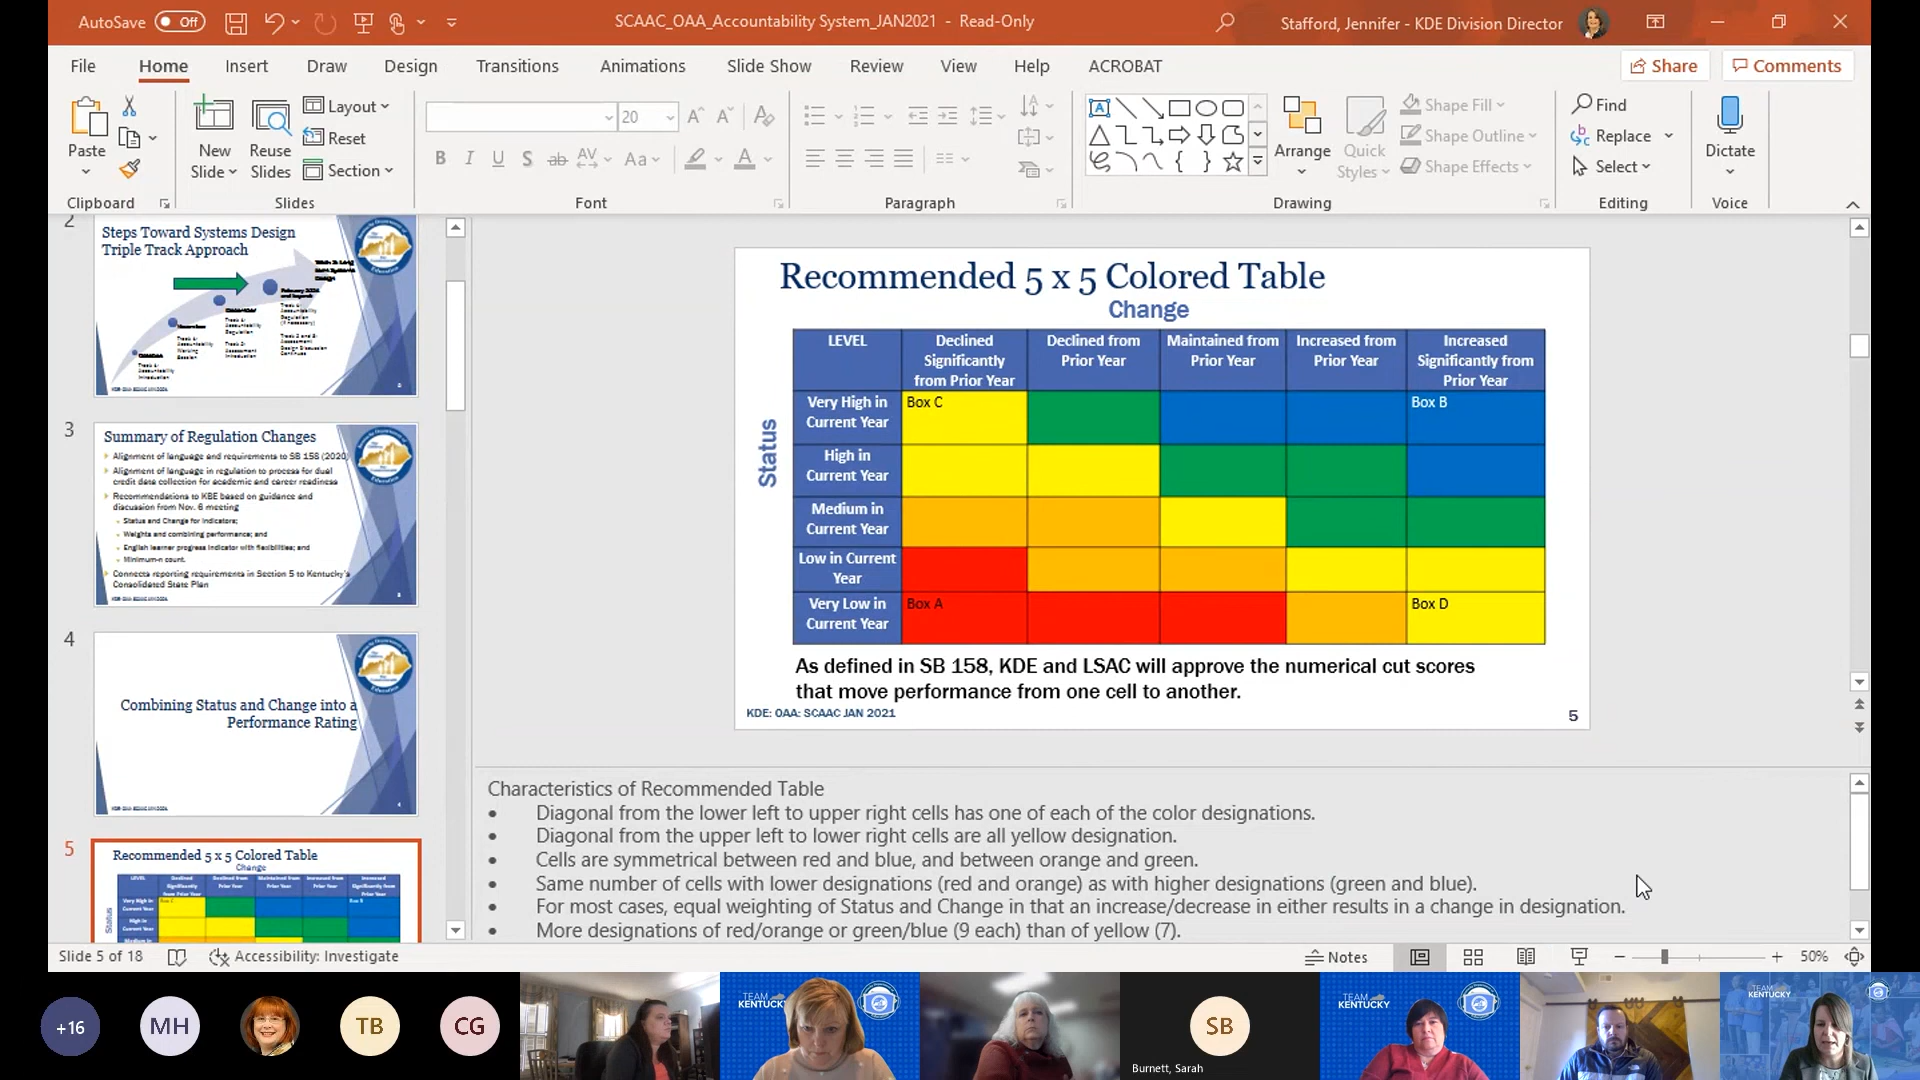 AutoSave Off SCAAC_OAA_Accountability System_JAN2021 - Read-Only Stafford, Jennifer - KDE Division Director
File Home Insert Draw Design Transitions Animations Slide Show Review View Help ACROBAT Share Comments
Paste
New Slide
Reuse Slides
Layout
Reset
Section
20
Shape Fill
Shape Outline
Shape Effects
Arrange
Quick Styles
Find
Replace
Select
Dictate
Clipboard Slides Font Paragraph Drawing Editing Voice
2
Steps Toward Systems Design
Triple Track Approach
3
Summary of Regulation Changes
Alignment of language and requirements to SB 158 (2020)
Alignment of language in regulation to process for dual
credit data collection for academic and career readiness
Recommendations to KBE based on guidance and
discussion from Nov. 6 meeting
Status and Change for Indicators;
Weights and combining performance; and
English learner progress indicator with flexibilities; and
Minimum-n count.
Connects reporting requirements in Section 5 to Kentucky's
Consolidated State Plan
4
Combining Status and Change into a
Performance Rating
5
Recommended 5 x 5 Colored Table
Change
Recommended 5 x 5 Colored Table
Change
Status
LEVEL
Declined
Significantly
from Prior Year
Declined from
Prior Year
Maintained from
Prior Year
Increased from
Prior Year
Increased
Significantly from
Prior Year
Very High in
Current Year
Box C
Box B
High in
Current Year
Medium in
Current Year
Low in Current
Year
Very Low in
Current Year
Box A
Box D
As defined in SB 158, KDE and LSAC will approve the numerical cut scores
that move performance from one cell to another.
KDE: OAA: SCAAC JAN 2021
5
Characteristics of Recommended Table
• Diagonal from the lower left to upper right cells has one of each of the color designations.
• Diagonal from the upper left to lower right cells are all yellow designation.
• Cells are symmetrical between red and blue, and between orange and green.
• Same number of cells with lower designations (red and orange) as with higher designations (green and blue).
• For most cases, equal weighting of Status and Change in that an increase/decrease in either results in a change in designation.
• More designations of red/orange or green/blue (9 each) than of yellow (7).
Slide 5 of 18 Accessibility: Investigate Notes 50%
+16
MH
TB
CG
TEAM
KENTUCKY
SB
Burnett, Sarah
TEAM
KENTUCKY
TEAM
KENTUCKY